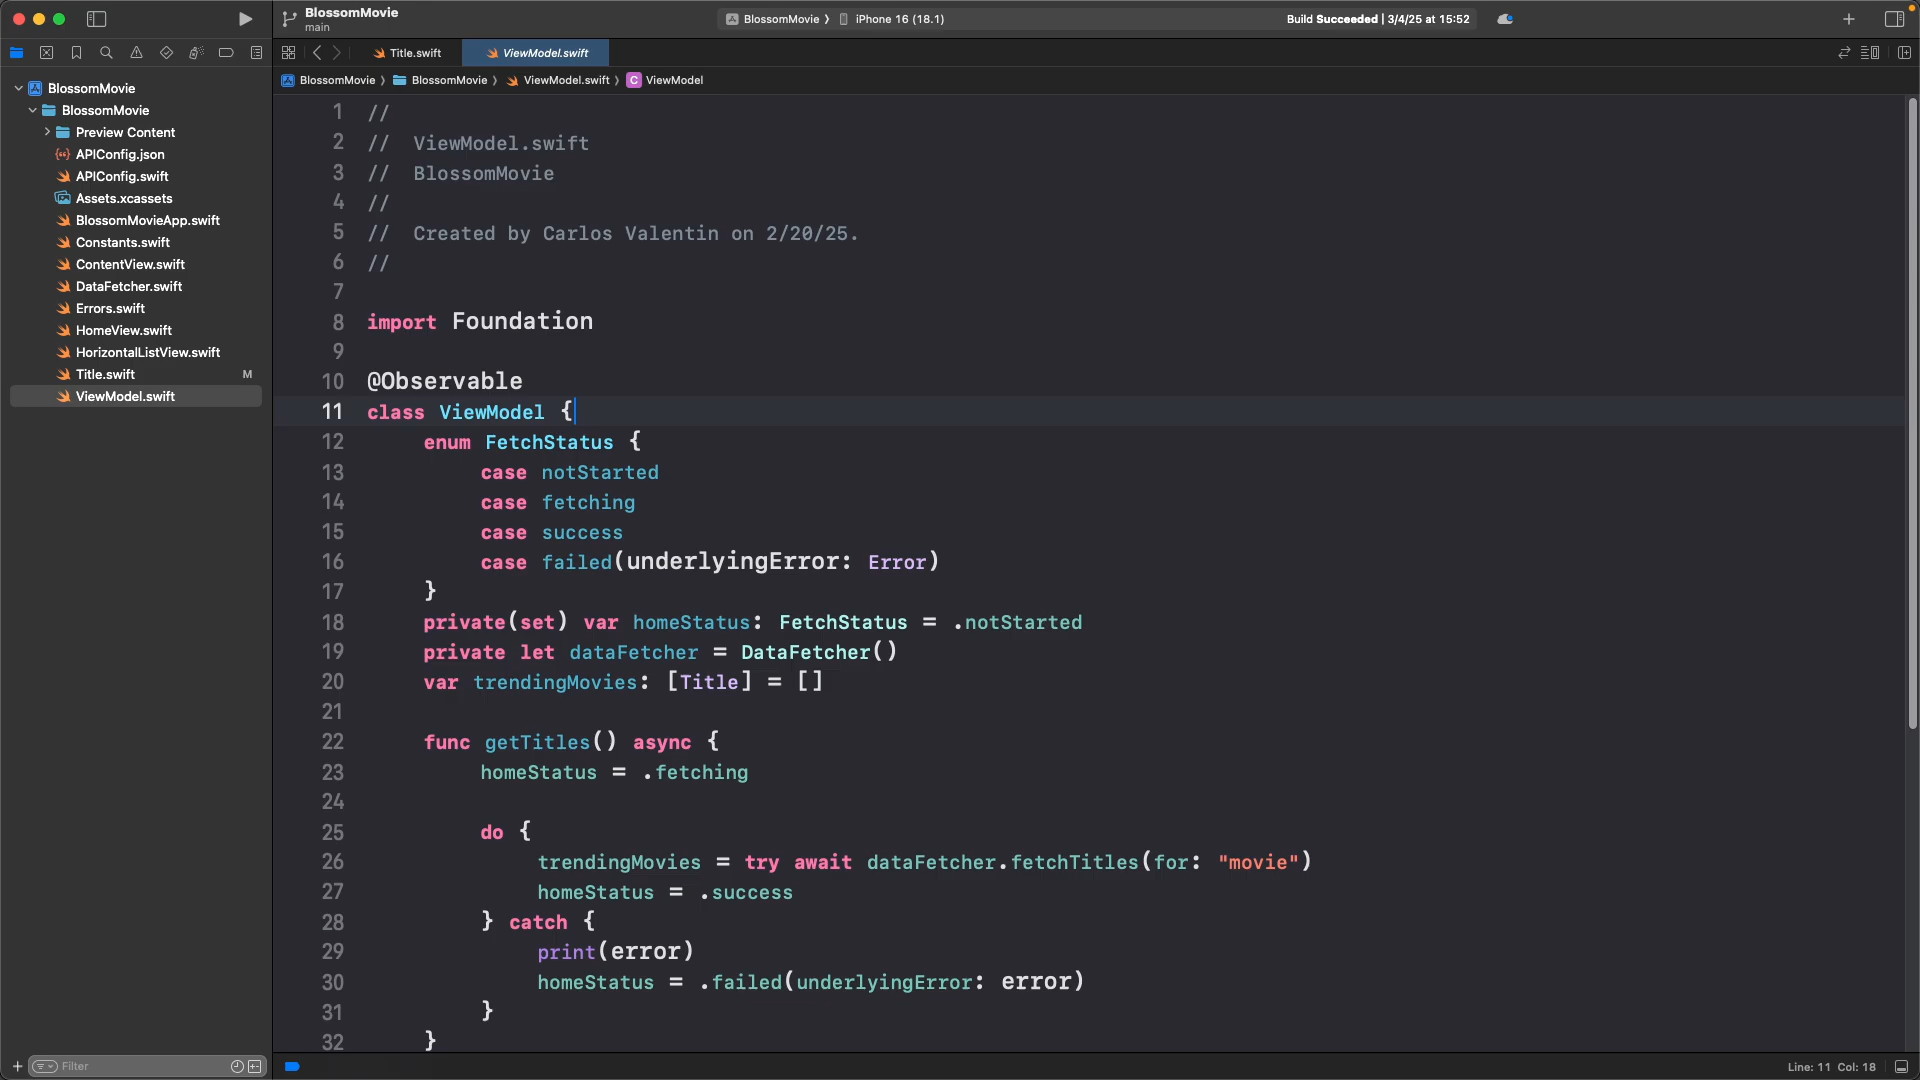 BlossomMovie
main
BlossomMovie 〉 iPhone 16 (18.1)
Build Succeeded | 3/4/25 at 15:52
Title.swift
ViewModel.swift
BlossomMovie 〉 BlossomMovie 〉 ViewModel.swift 〉 C ViewModel
BlossomMovie
BlossomMovie
Preview Content
APIConfig.json
APIConfig.swift
Assets.xcassets
BlossomMovieApp.swift
Constants.swift
ContentView.swift
DataFetcher.swift
Errors.swift
HomeView.swift
HorizontalListView.swift
Title.swift M
ViewModel.swift
Filter
1 //
2 //  ViewModel.swift
3 //  BlossomMovie
4 //
5 //  Created by Carlos Valentin on 2/20/25.
6 //
7
8 import Foundation
9
10 @Observable
11 class ViewModel {
12     enum FetchStatus {
13         case notStarted
14         case fetching
15         case success
16         case failed(underlyingError: Error)
17     }
18     private(set) var homeStatus: FetchStatus = .notStarted
19     private let dataFetcher = DataFetcher()
20     var trendingMovies: [Title] = []
21
22     func getTitles() async {
23         homeStatus = .fetching
24
25         do {
26             trendingMovies = try await dataFetcher.fetchTitles(for: "movie")
27             homeStatus = .success
28         } catch {
29             print(error)
30             homeStatus = .failed(underlyingError: error)
31         }
32     }
Line: 11 Col: 18